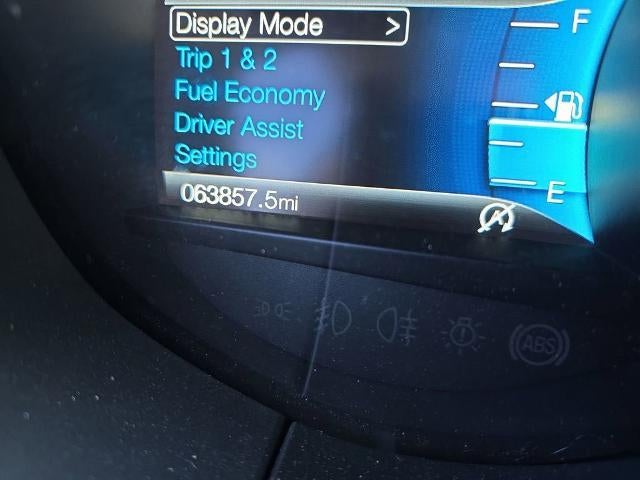 Display Mode >
Trip 1 & 2
Fuel Economy
Driver Assist
Settings
063857.5mi
F
E
A
ABS